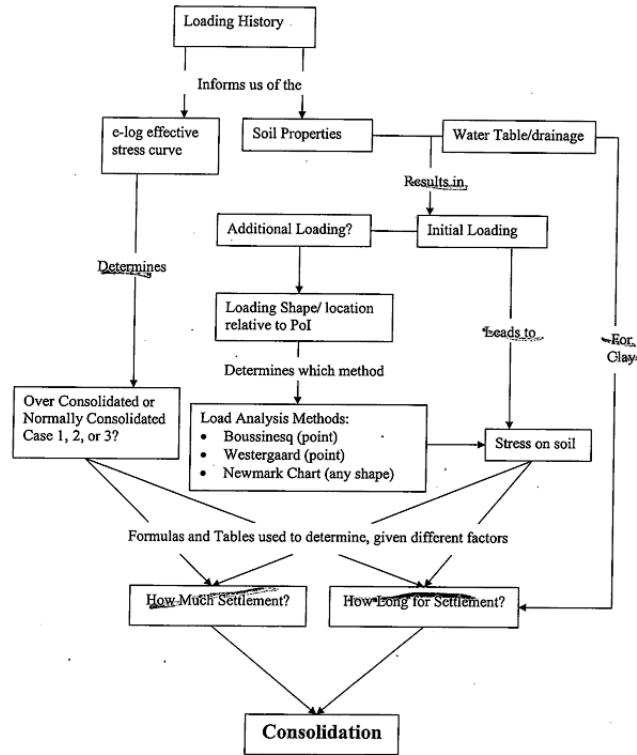 Loading History
Informs us of the
e-log effective
stress curve
Soil Properties
Water Table/drainage
Results in
Additional Loading?
Initial Loading
Determines
Loading Shape/ location
relative to PoI
Leads to
For
Clay
Determines which method
Over Consolidated or
Normally Consolidated
Case 1, 2, or 3?
Load Analysis Methods:
• Boussinesq (point)
• Westergaard (point)
• Newmark Chart (any shape)
Stress on soil
Formulas and Tables used to determine, given different factors
How Much Settlement?
How Long for Settlement?
Consolidation